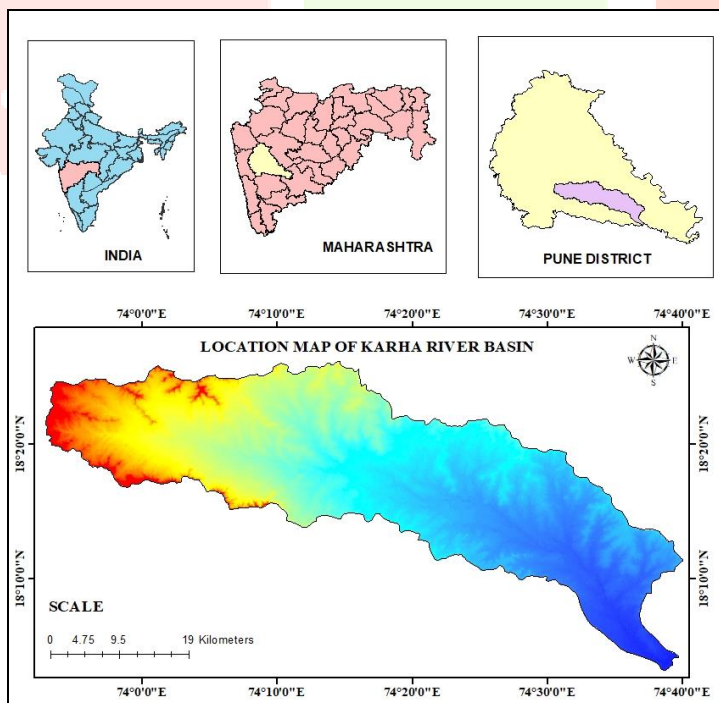 INDIA
MAHARASHTRA
PUNE DISTRICT
74°0'0"E 74°10'0"E 74°20'0"E 74°30'0"E 74°40'0"E
LOCATION MAP OF KARHA RIVER BASIN
N
W E
S
18°20'0"N 18°20'0"N
18°10'0"N 18°10'0"N
SCALE
0 4.75 9.5 19 Kilometers
74°0'0"E 74°10'0"E 74°20'0"E 74°30'0"E 74°40'0"E